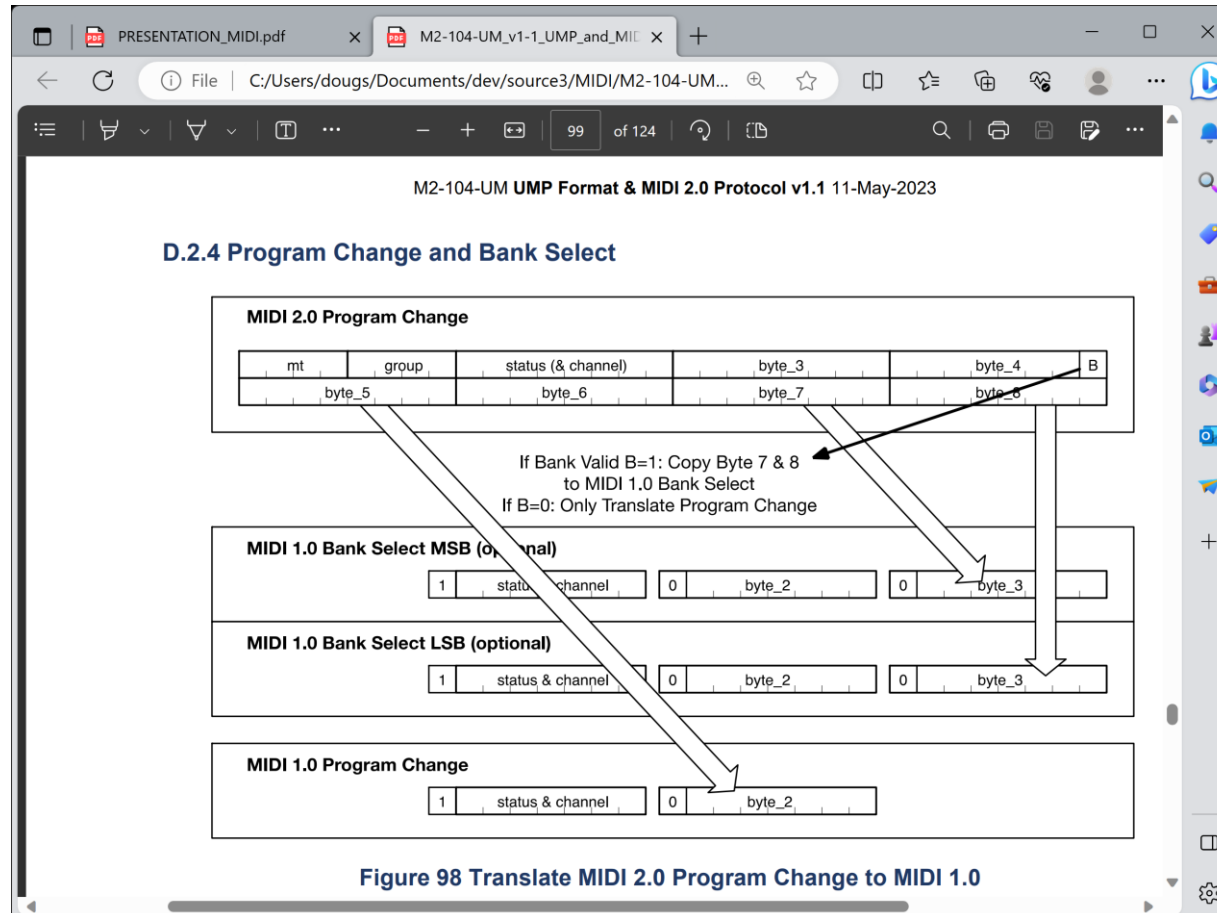 PRESENTATION_MIDI.pdf
M2-104-UM_v1-1_UMP_and_MID
File
C:/Users/dougs/Documents/dev/source3/MIDI/M2-104-UM...
99 of 124
M2-104-UM UMP Format & MIDI 2.0 Protocol v1.1 11-May-2023
D.2.4 Program Change and Bank Select
MIDI 2.0 Program Change
mt group status (& channel) byte_3 byte_4 B
byte_5 byte_6 byte_7 byte_8
If Bank Valid B=1: Copy Byte 7 & 8
to MIDI 1.0 Bank Select
If B=0: Only Translate Program Change
MIDI 1.0 Bank Select MSB (optional)
1 status & channel 0 byte_2 0 byte_3
MIDI 1.0 Bank Select LSB (optional)
1 status & channel 0 byte_2 0 byte_3
MIDI 1.0 Program Change
1 status & channel 0 byte_2
Figure 98 Translate MIDI 2.0 Program Change to MIDI 1.0